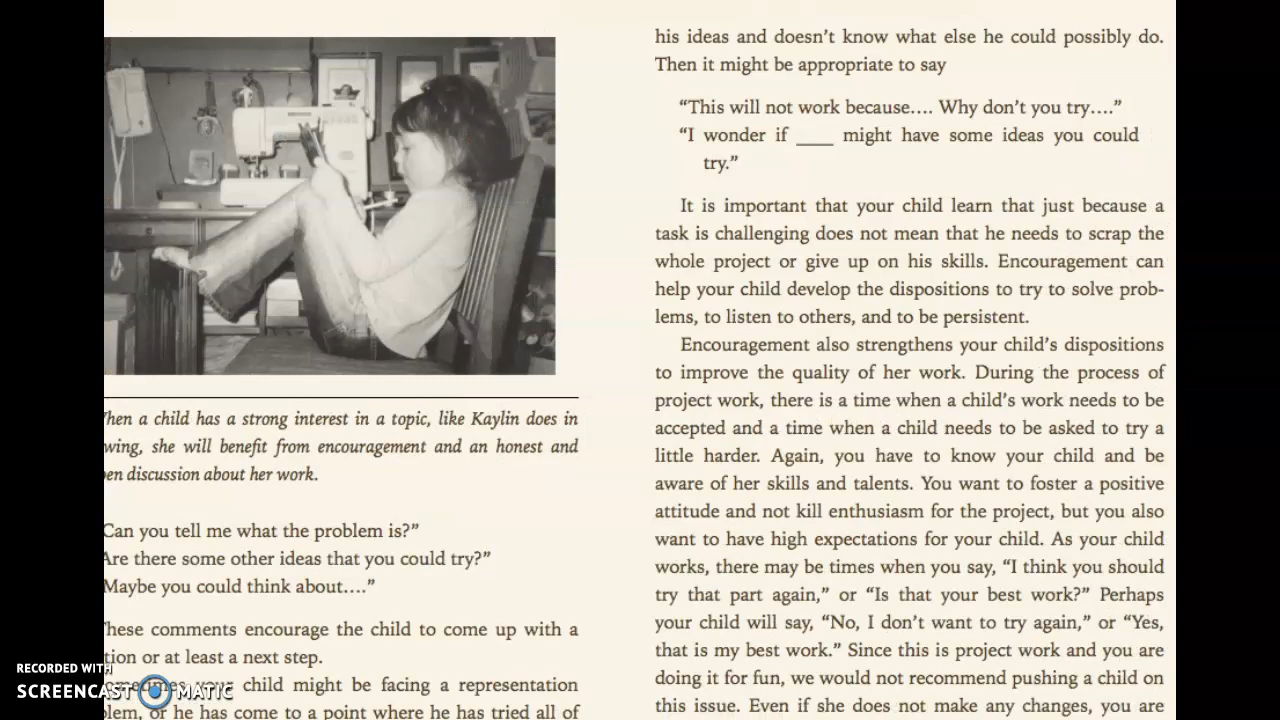 hen a child has a strong interest in a topic, like Kaylin does in
wing, she will benefit from encouragement and an honest and
en discussion about her work.
Can you tell me what the problem is?”
Are there some other ideas that you could try?”
Maybe you could think about….”
hese comments encourage the child to come up with a
tion or at least a next step.
your child might be facing a representation
lem, or he has come to a point where he has tried all of
his ideas and doesn’t know what else he could possibly do.
Then it might be appropriate to say
“This will not work because…. Why don’t you try….”
“I wonder if ____ might have some ideas you could
try.”
It is important that your child learn that just because a
task is challenging does not mean that he needs to scrap the
whole project or give up on his skills. Encouragement can
help your child develop the dispositions to try to solve prob-
lems, to listen to others, and to be persistent.
Encouragement also strengthens your child’s dispositions
to improve the quality of her work. During the process of
project work, there is a time when a child’s work needs to be
accepted and a time when a child needs to be asked to try a
little harder. Again, you have to know your child and be
aware of her skills and talents. You want to foster a positive
attitude and not kill enthusiasm for the project, but you also
want to have high expectations for your child. As your child
works, there may be times when you say, “I think you should
try that part again,” or “Is that your best work?” Perhaps
your child will say, “No, I don’t want to try again,” or “Yes,
that is my best work.” Since this is project work and you are
doing it for fun, we would not recommend pushing a child on
this issue. Even if she does not make any changes, you are
RECORDED WITH
SCREENCAST MATIC